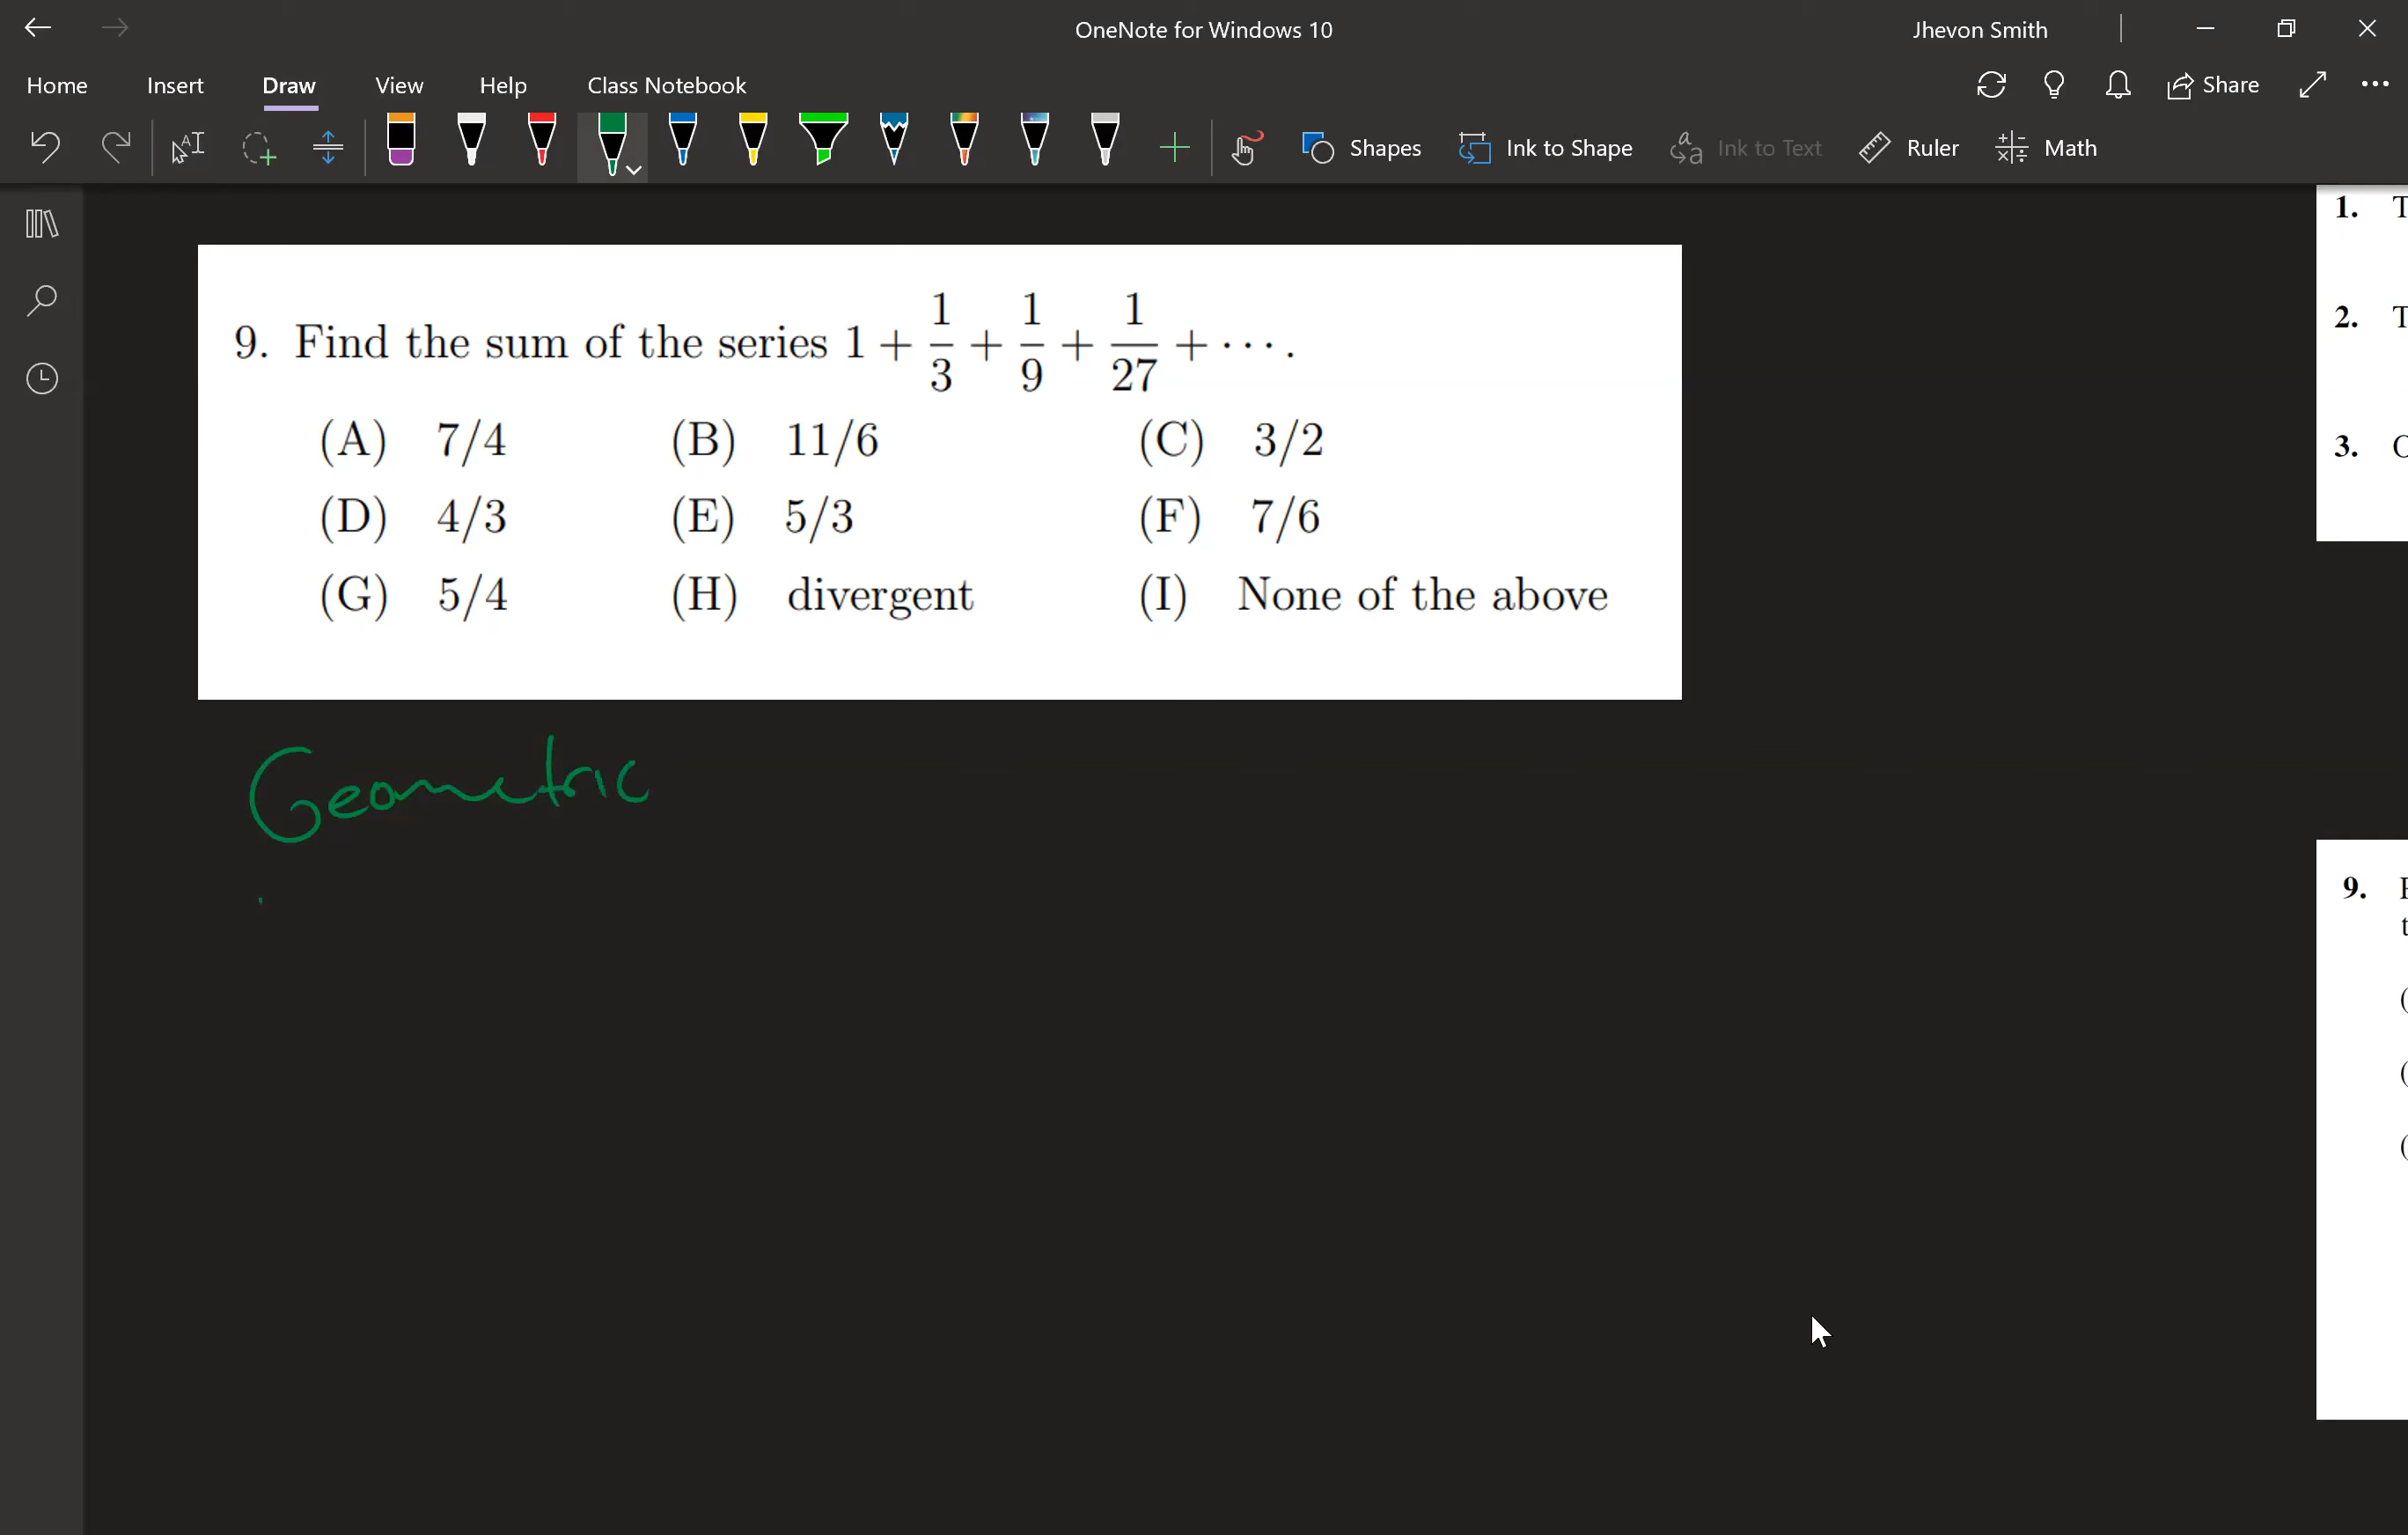 OneNote for Windows 10
Jhevon Smith
Home Insert Draw View Help Class Notebook Share
Shapes Ink to Shape Ink to Text Ruler Math
9. Find the sum of the series 1 + 1/3 + 1/9 + 1/27 + ⋯.
(A) 7/4 (B) 11/6 (C) 3/2
(D) 4/3 (E) 5/3 (F) 7/6
(G) 5/4 (H) divergent (I) None of the above
Geometric
1.
2.
3.
9.